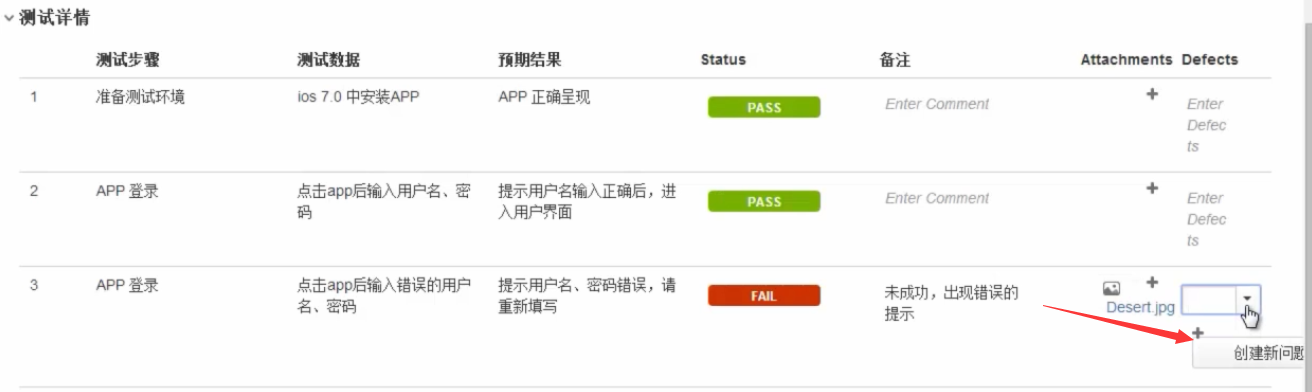 测试详情
测试步骤 测试数据 预期结果 Status 备注 Attachments Defects
1 准备测试环境 ios 7.0 中安装APP APP 正确呈现 PASS Enter Comment Enter
Defec
ts
2 APP 登录 点击app后输入用户名、密 提示用户名输入正确后，进 PASS Enter Comment Enter
码 入用户界面 Defec
ts
3 APP 登录 点击app后输入错误的用户 提示用户名、密码错误，请 FAIL 未成功，出现错误的
名、密码 重新填写 提示 Desert.jpg
创建新问题